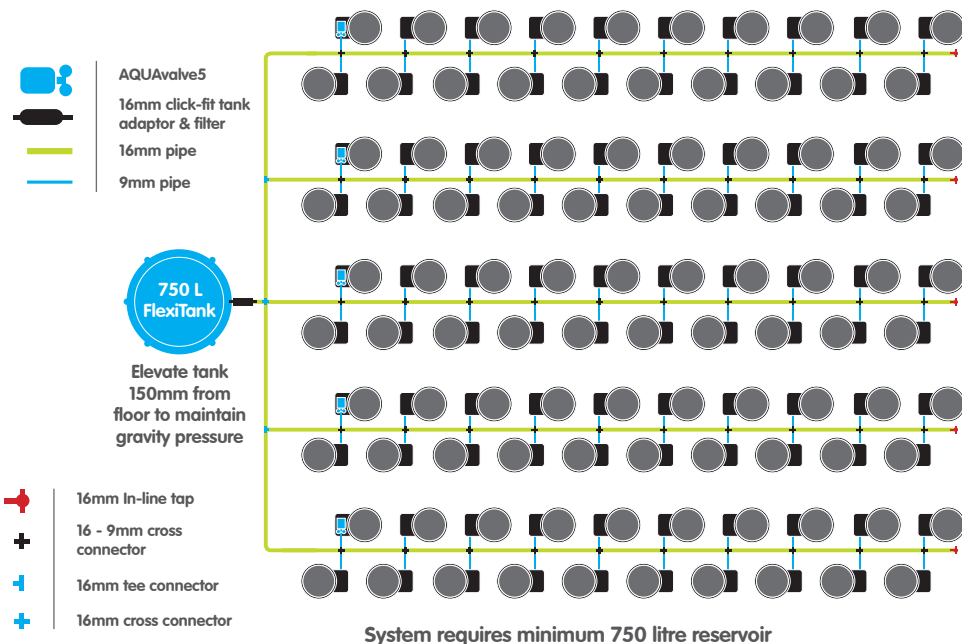 AQUAvalve5
16mm click-fit tank
adaptor & filter
16mm pipe
9mm pipe
750 L
FlexiTank
Elevate tank
150mm from
floor to maintain
gravity pressure
16mm In-line tap
16 - 9mm cross
connector
16mm tee connector
16mm cross connector
System requires minimum 750 litre reservoir